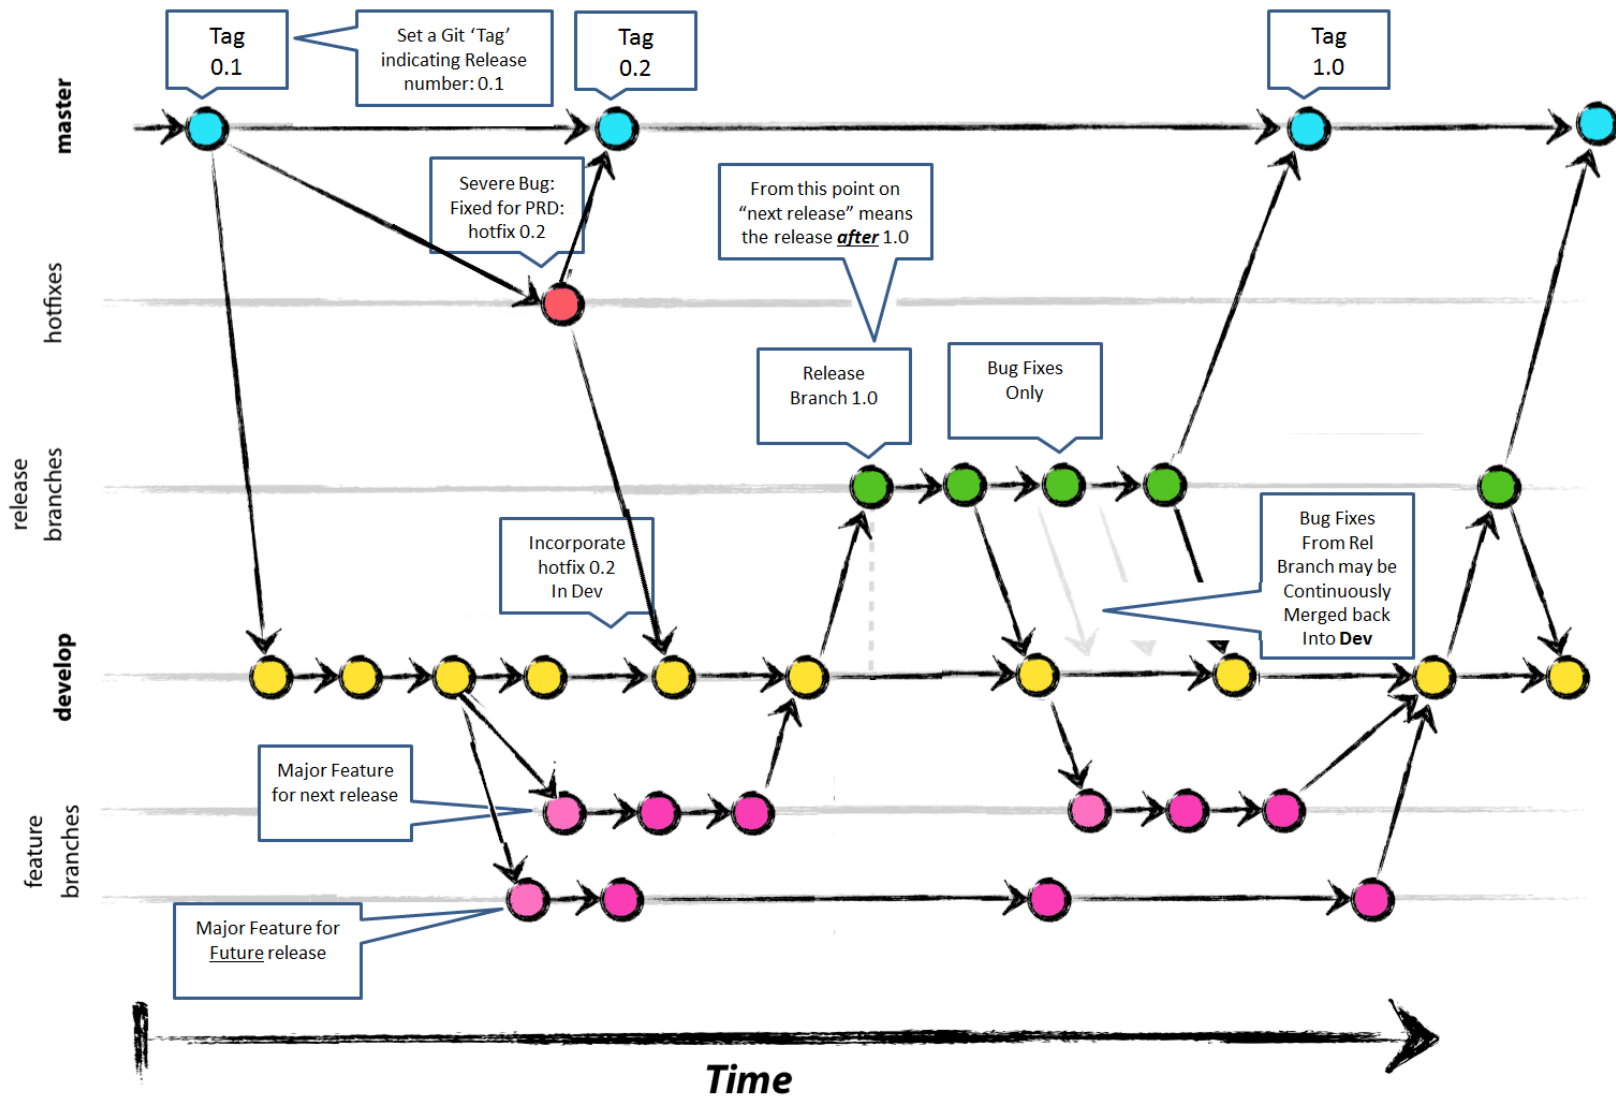 Tag
0.1
Set a Git ‘Tag’
indicating Release
number: 0.1
Tag
0.2
Tag
1.0
master
Severe Bug:
Fixed for PRD:
hotfix 0.2
From this point on
“next release” means
the release after 1.0
hotfixes
Release
Branch 1.0
Bug Fixes
Only
release
branches
Incorporate
hotfix 0.2
In Dev
Bug Fixes
From Rel
Branch may be
Continuously
Merged back
Into Dev
develop
Major Feature
for next release
feature
branches
Major Feature for
Future release
Time